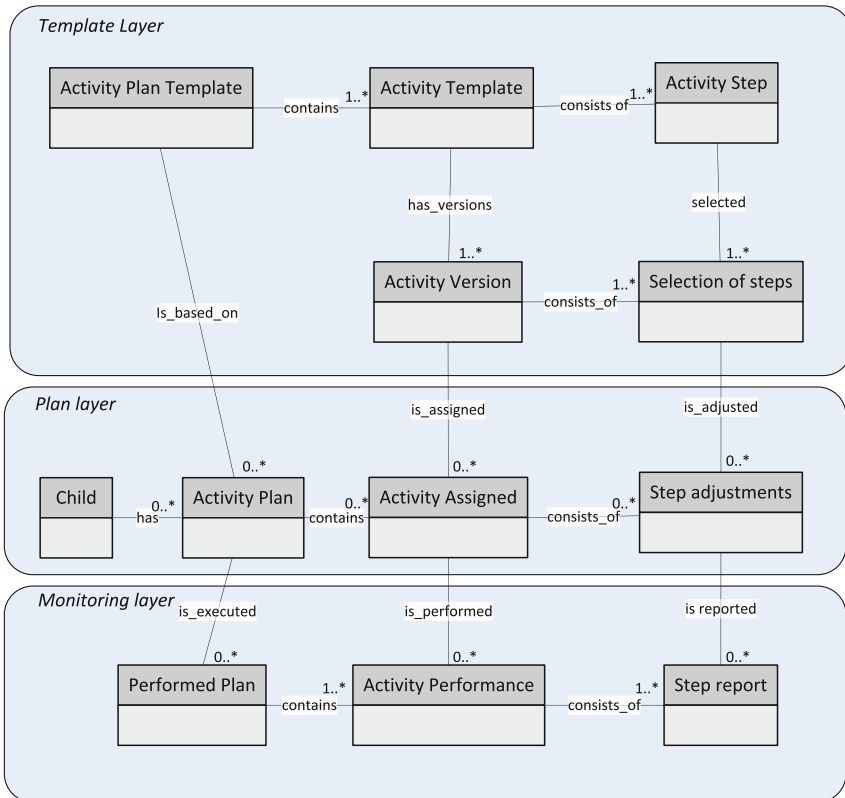 Template Layer
Activity Plan Template
contains
1..*
Activity Template
consists of
1..*
Activity Step
has_versions
1..*
selected
1..*
Activity Version
consists_of
1..*
Selection of steps
Is_based_on
0..*
is_assigned
0..*
is_adjusted
0..*
Plan layer
Child
has
0..*
Activity Plan
contains
0..*
Activity Assigned
consists_of
0..*
Step adjustments
Monitoring layer
is_executed
0..*
is_performed
0..*
is reported
0..*
Performed Plan
contains
1..*
Activity Performance
consists_of
1..*
Step report